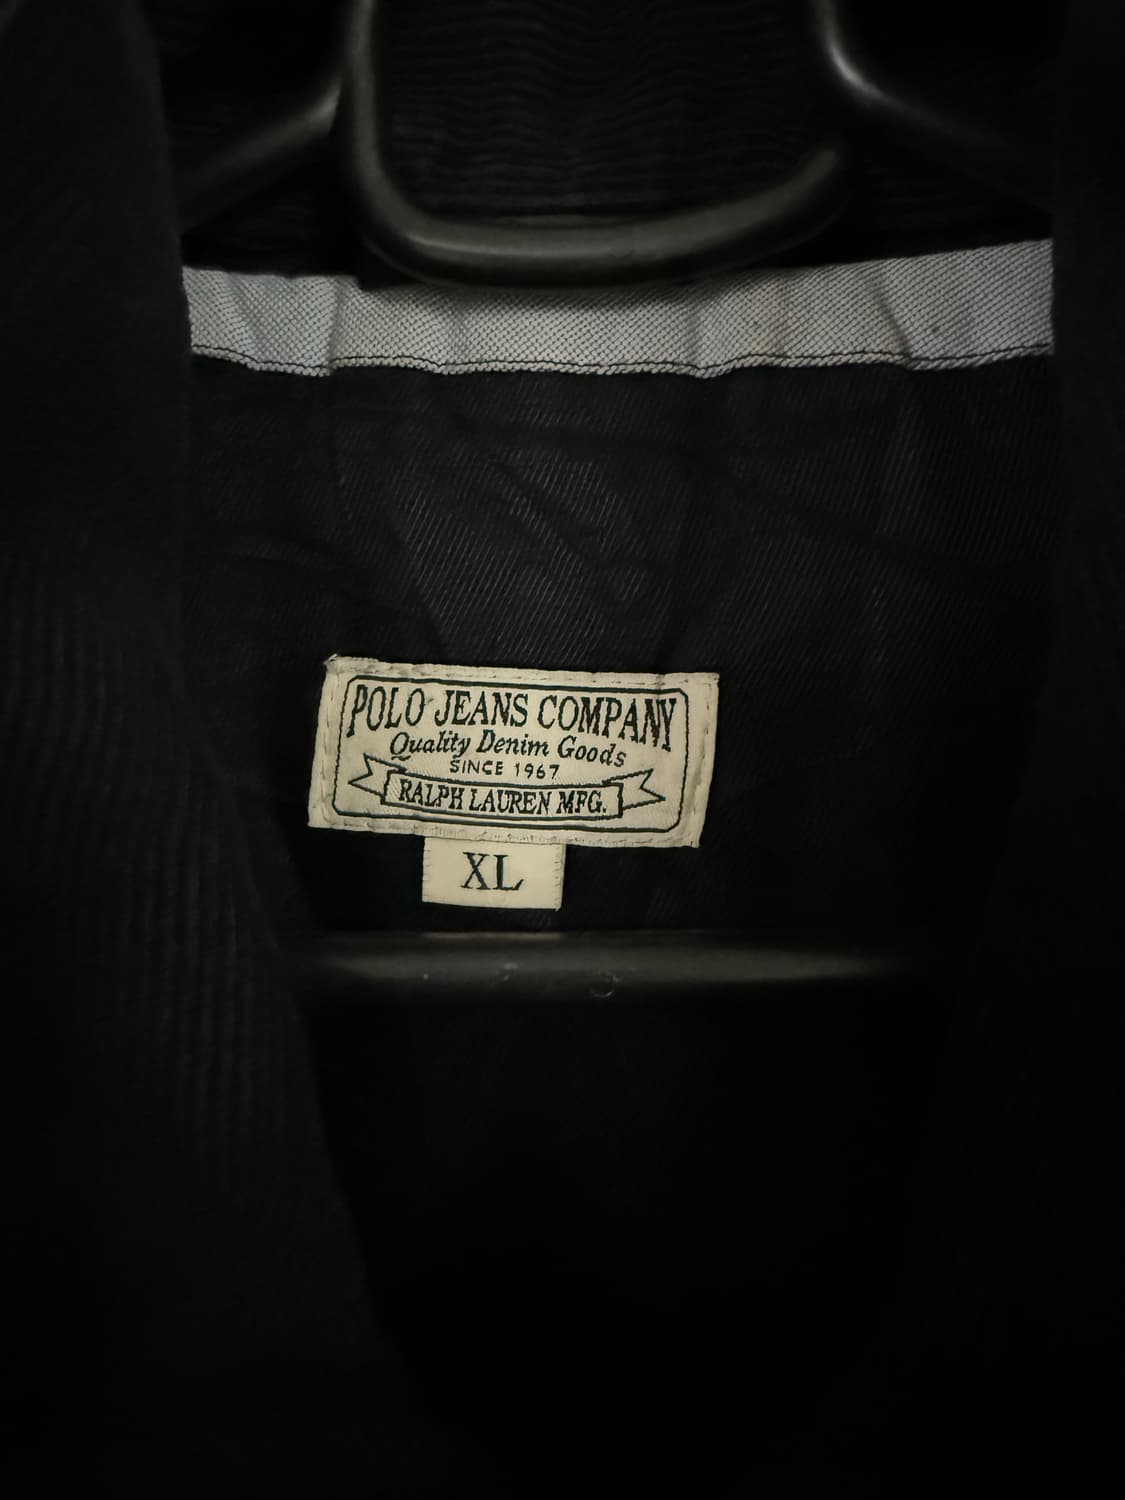 POLO JEANS COMPANY
Quality Denim Goods
SINCE 1967
RALPH LAUREN MFG.
XL